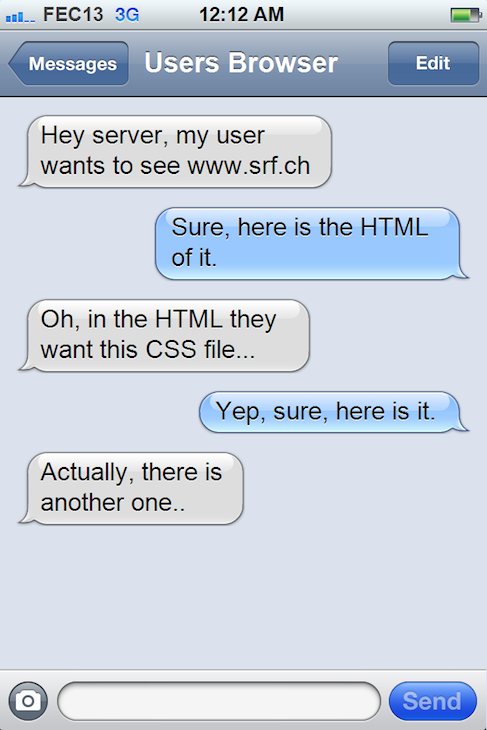 FEC13 3G 12:12 AM
Messages Users Browser Edit
Hey server, my user
wants to see www.srf.ch
Sure, here is the HTML
of it.
Oh, in the HTML they
want this CSS file...
Yep, sure, here is it.
Actually, there is
another one..
Send